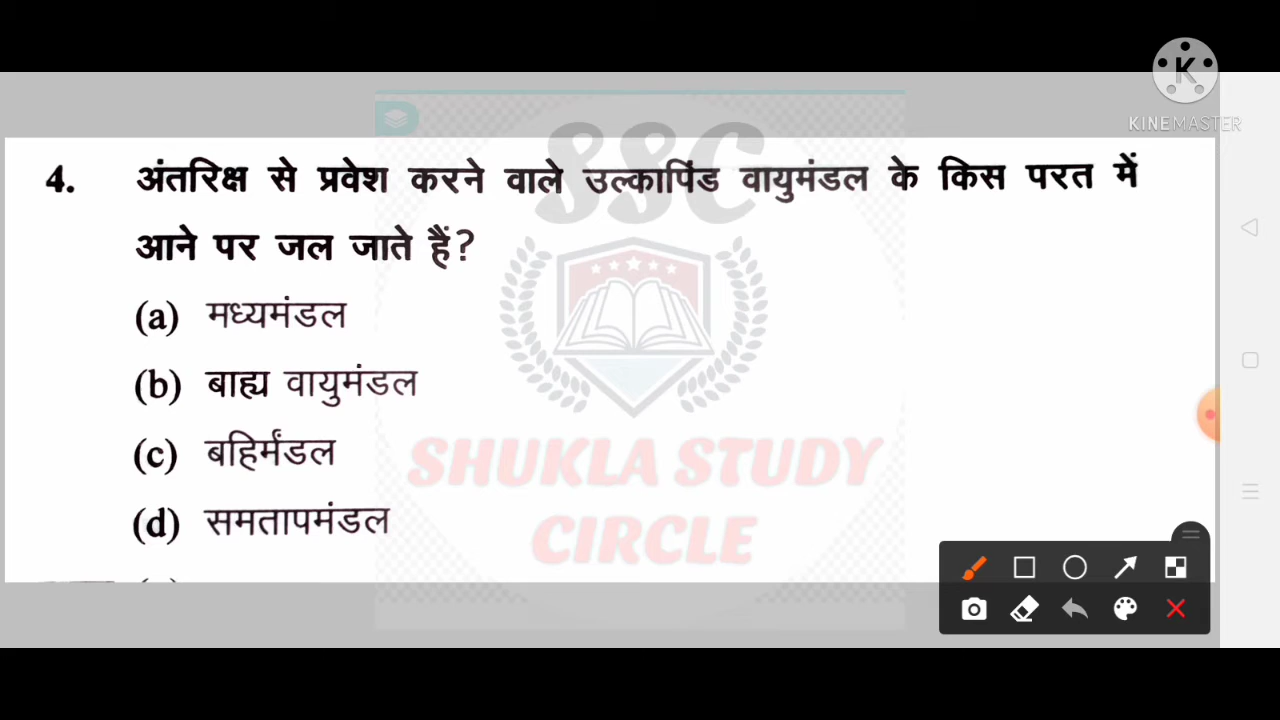 K
KINEMASTER
SSC
4. अंतरिक्ष से प्रवेश करने वाले उल्कापिंड वायुमंडल के किस परत में
आने पर जल जाते हैं?
(a) मध्यमंडल
(b) बाह्य वायुमंडल
(c) बहिर्मंडल
(d) समतापमंडल
SHUKLA STUDY
CIRCLE